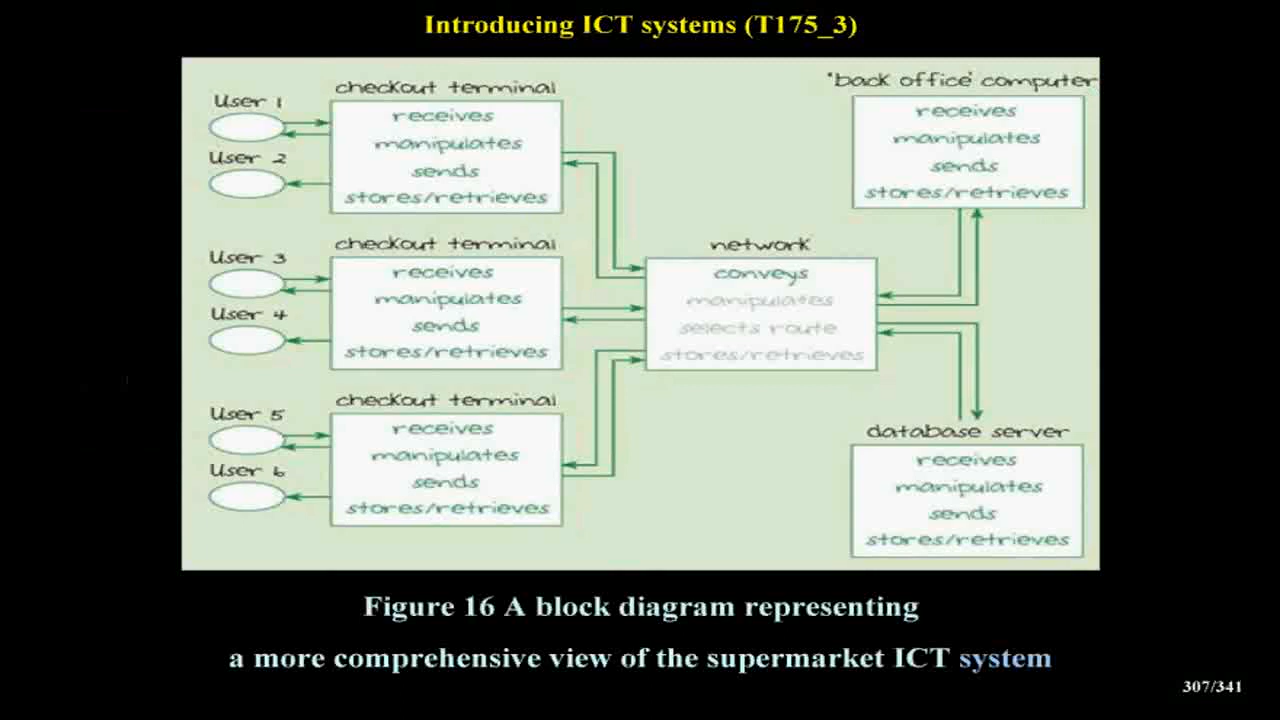 Introducing ICT systems (T175_3)
User 1
User 2
checkout terminal
receives
manipulates
sends
stores/retrieves
User 3
User 4
checkout terminal
receives
manipulates
sends
stores/retrieves
User 5
User 6
checkout terminal
receives
manipulates
sends
stores/retrieves
network
conveys
manipulates
selects route
stores/retrieves
'back office' computer
receives
manipulates
sends
stores/retrieves
database server
receives
manipulates
sends
stores/retrieves
Figure 16 A block diagram representing
a more comprehensive view of the supermarket ICT system
307/341